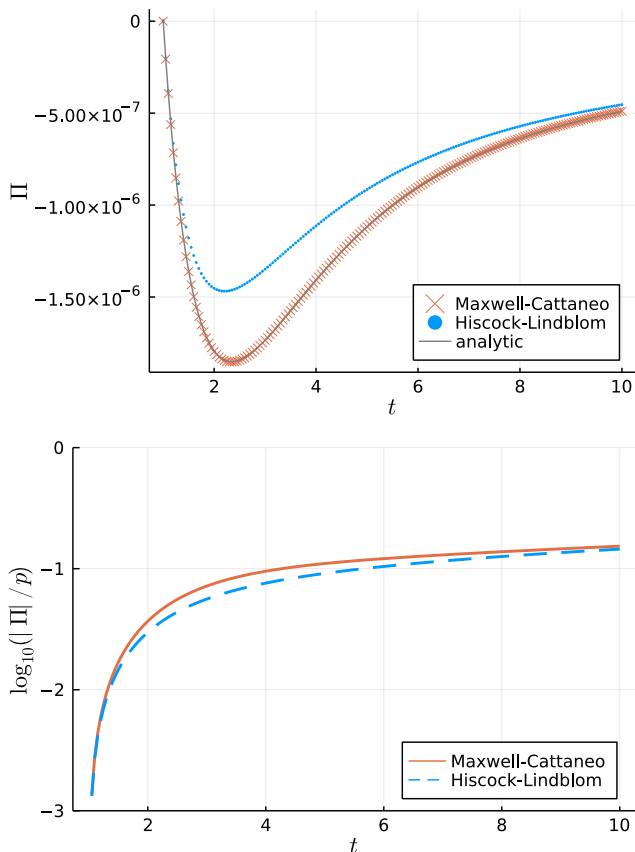 0
−5.00×10⁻⁷
−1.00×10⁻⁶
−1.50×10⁻⁶
Π
Maxwell-Cattaneo
Hiscock-Lindblom
analytic
2 4 6 8 10
t
0
−1
−2
−3
log₁₀(|Π| / p)
Maxwell-Cattaneo
Hiscock-Lindblom
2 4 6 8 10
t